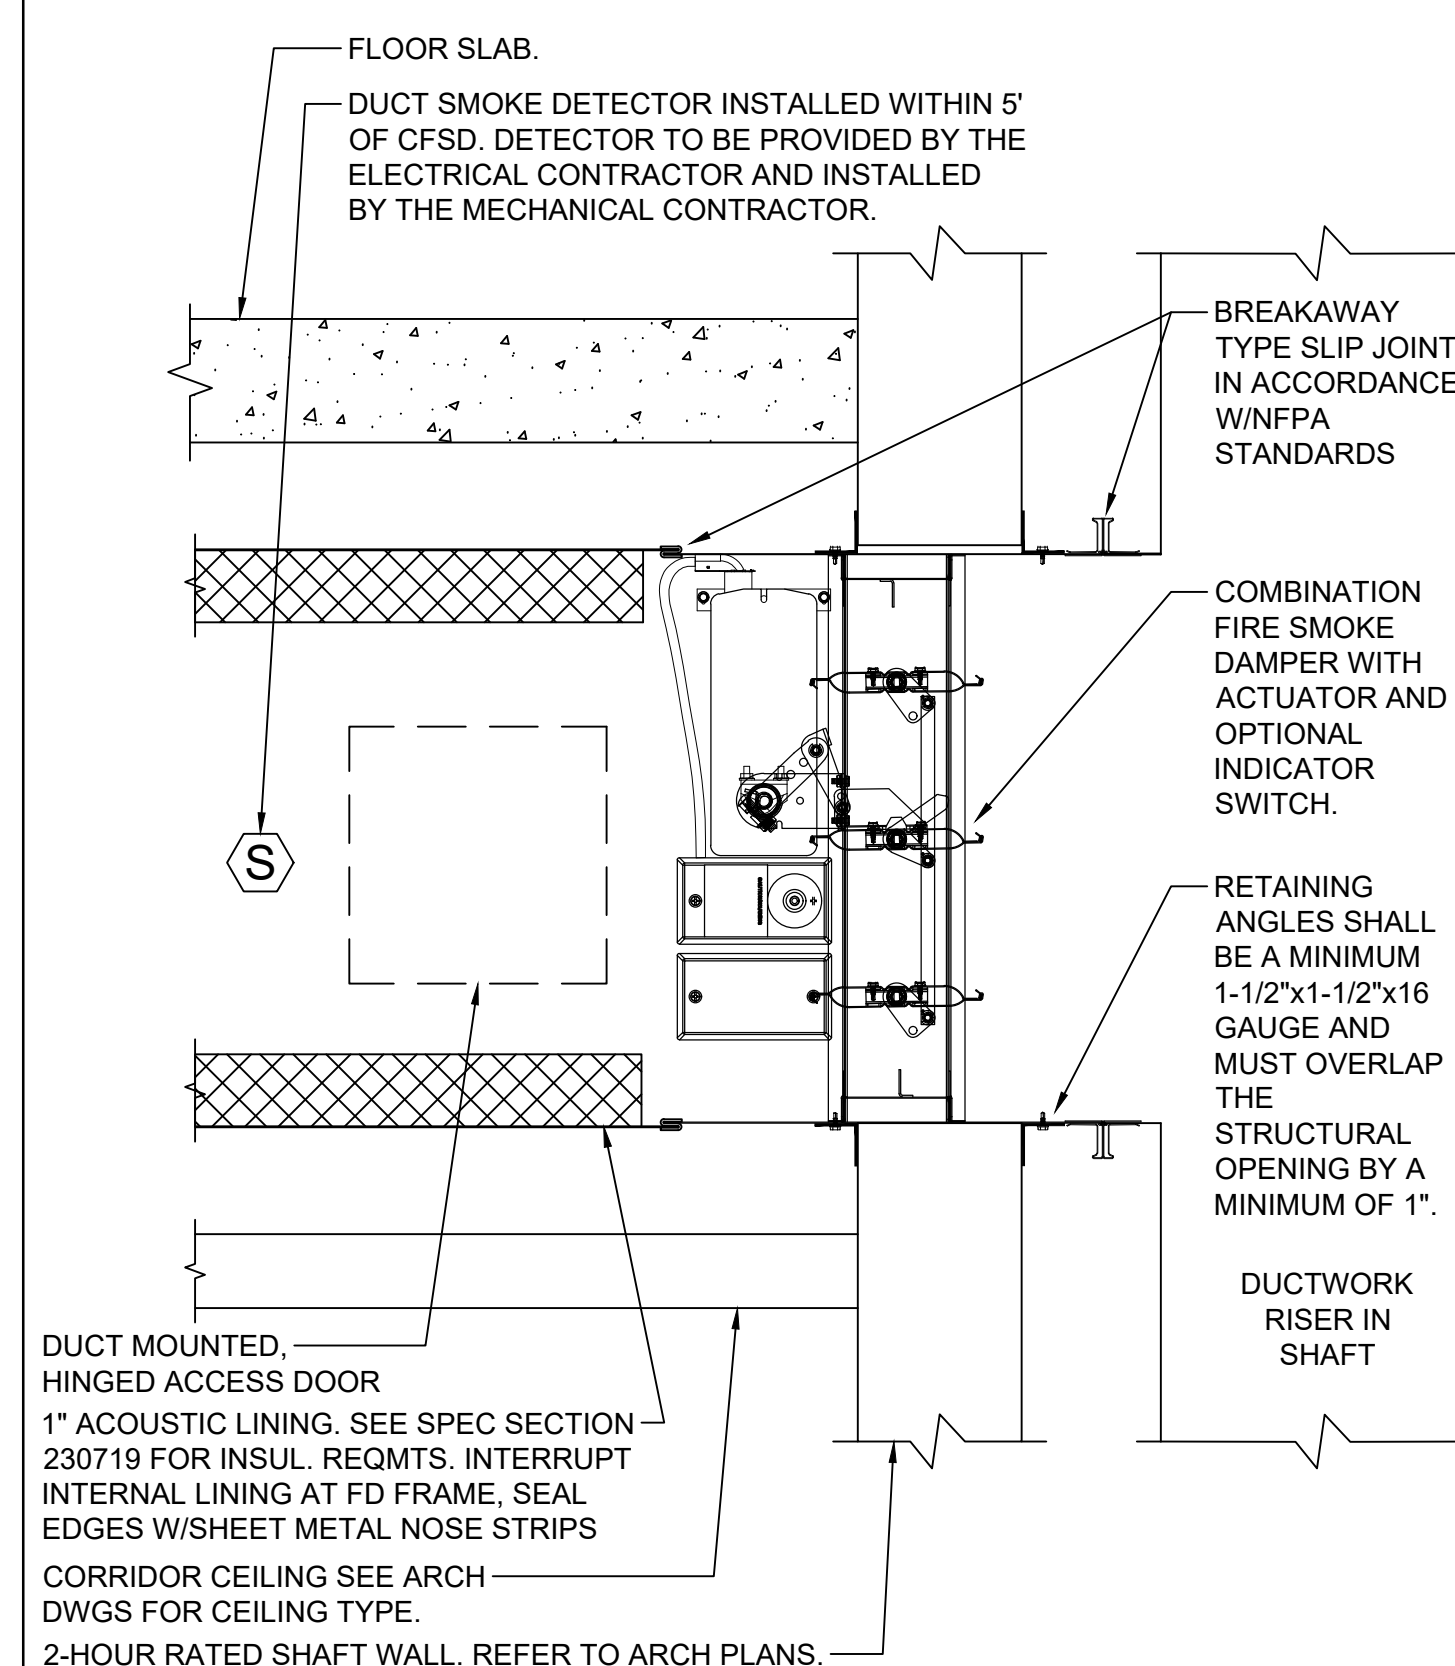 FLOOR SLAB.
DUCT SMOKE DETECTOR INSTALLED WITHIN 5'
OF CFSD. DETECTOR TO BE PROVIDED BY THE
ELECTRICAL CONTRACTOR AND INSTALLED
BY THE MECHANICAL CONTRACTOR.
BREAKAWAY
TYPE SLIP JOINT
IN ACCORDANCE
W/NFPA
STANDARDS
COMBINATION
FIRE SMOKE
DAMPER WITH
ACTUATOR AND
OPTIONAL
INDICATOR
SWITCH.
S
RETAINING
ANGLES SHALL
BE A MINIMUM
1-1/2"x1-1/2"x16
GAUGE AND
MUST OVERLAP
THE
STRUCTURAL
OPENING BY A
MINIMUM OF 1".
DUCTWORK
RISER IN
SHAFT
DUCT MOUNTED,
HINGED ACCESS DOOR
1" ACOUSTIC LINING. SEE SPEC SECTION
230719 FOR INSUL. REQMTS. INTERRUPT
INTERNAL LINING AT FD FRAME, SEAL
EDGES W/SHEET METAL NOSE STRIPS
CORRIDOR CEILING SEE ARCH
DWGS FOR CEILING TYPE.
2-HOUR RATED SHAFT WALL. REFER TO ARCH PLANS.